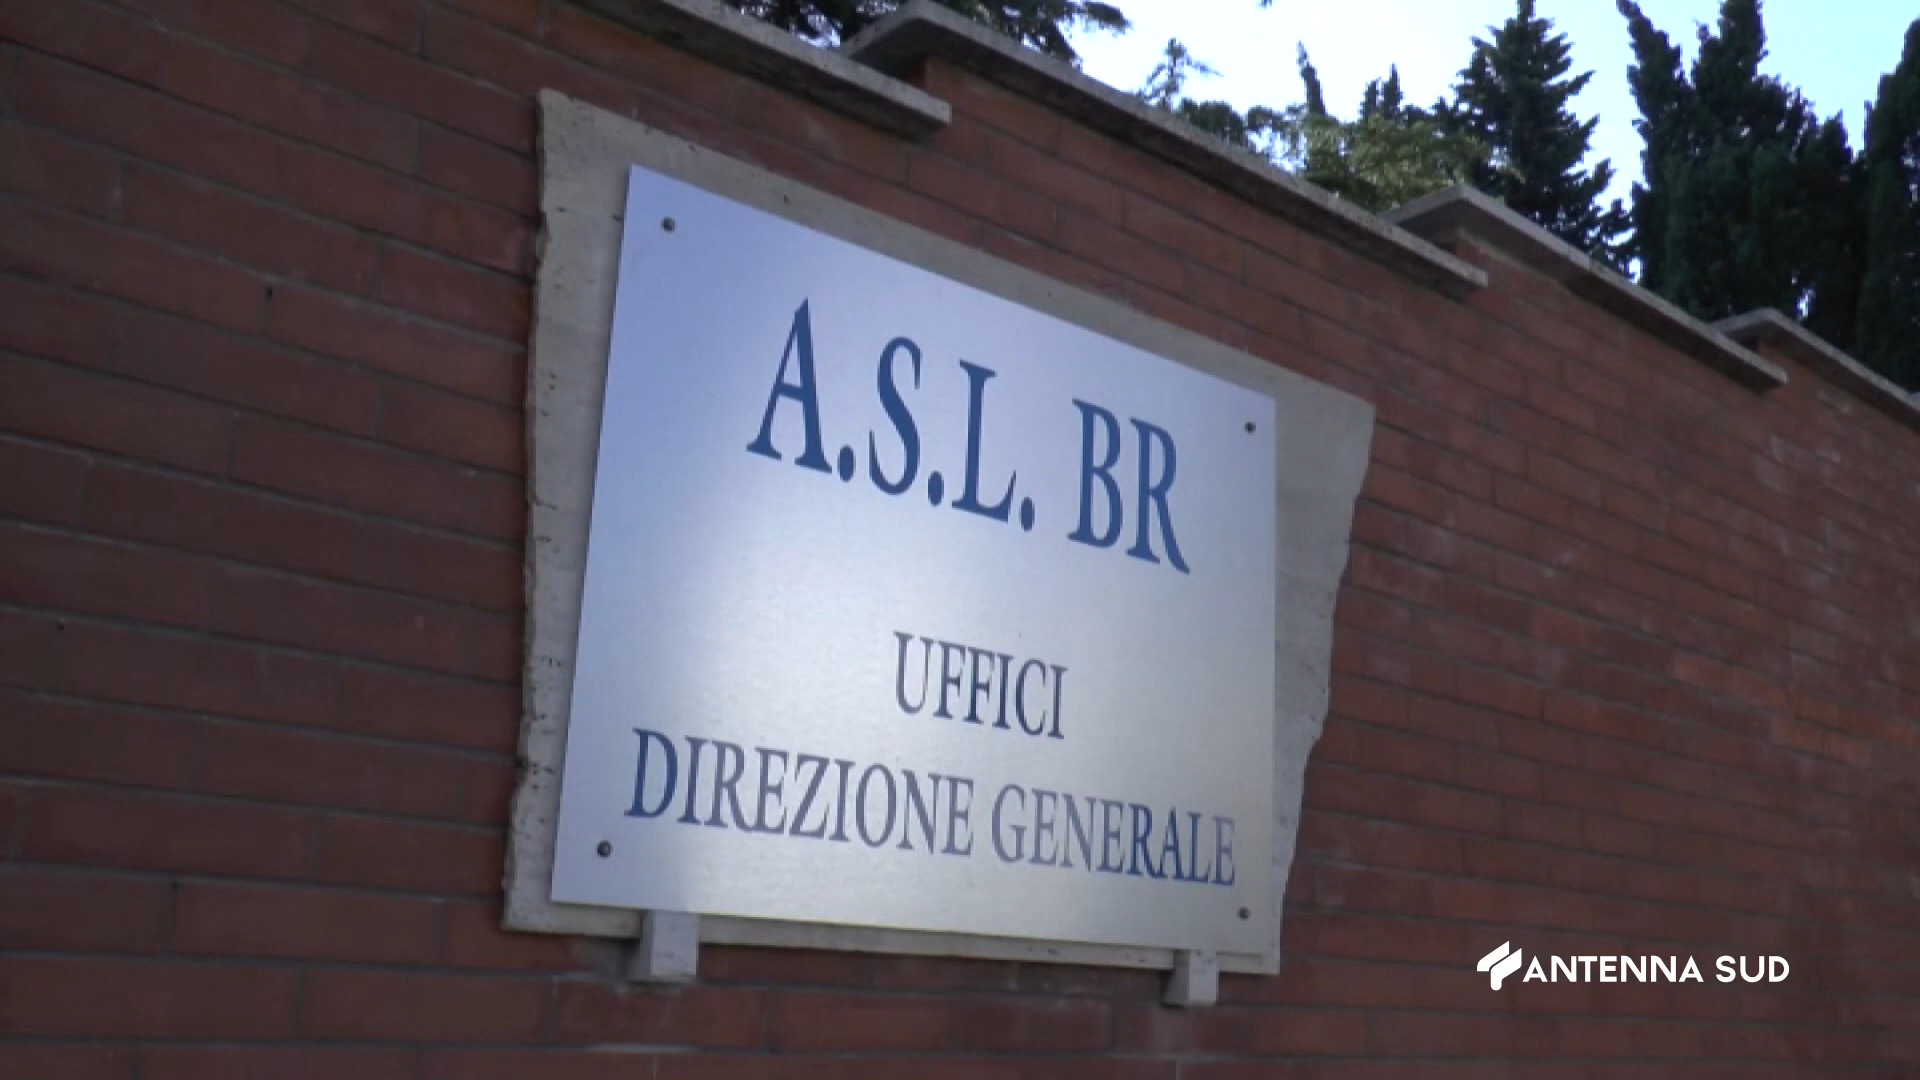 A.S.L. BR
UFFICI
DIREZIONE GENERALE
ANTENNA SUD